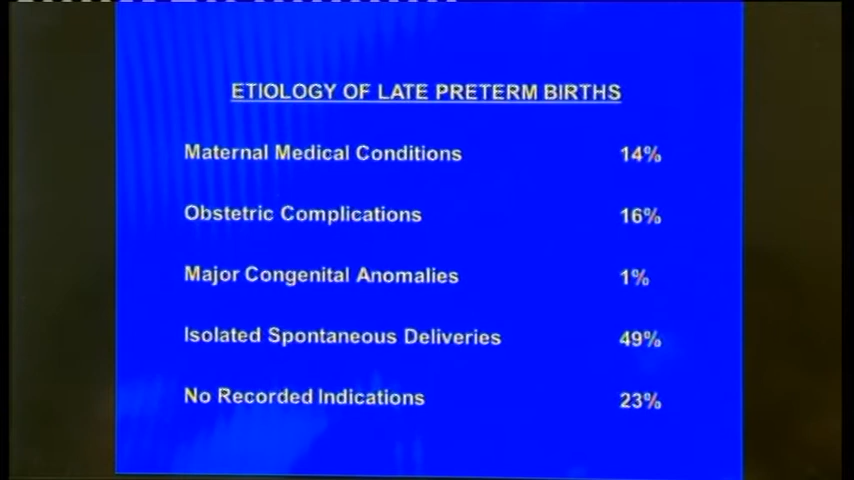 ETIOLOGY OF LATE PRETERM BIRTHS
Maternal Medical Conditions 14%
Obstetric Complications 16%
Major Congenital Anomalies 1%
Isolated Spontaneous Deliveries 49%
No Recorded Indications 23%